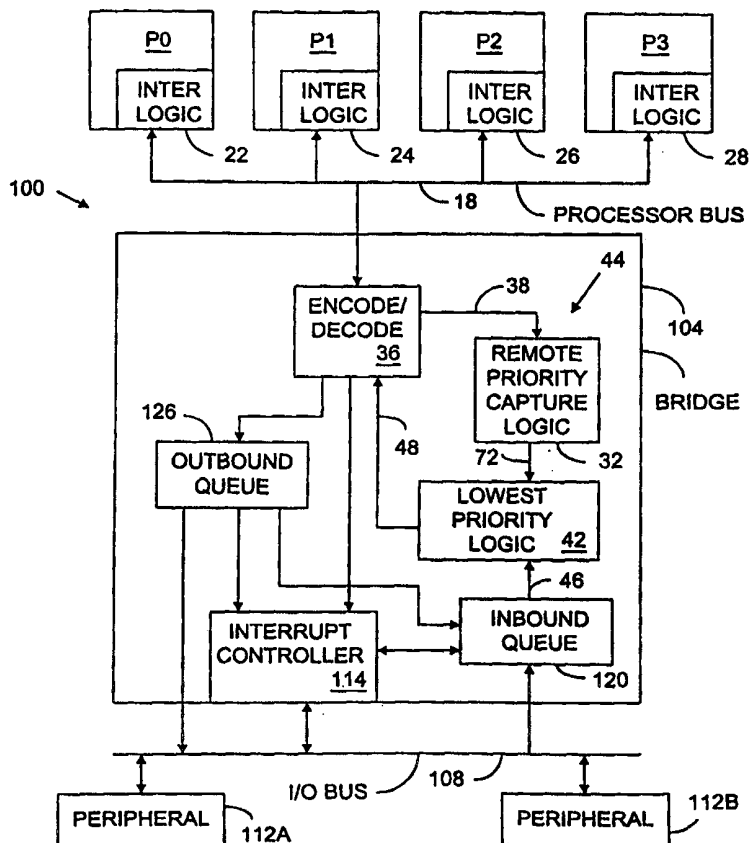 P0
P1
P2
P3
INTER
LOGIC
INTER
LOGIC
INTER
LOGIC
INTER
LOGIC
22
24
26
28
100
18
PROCESSOR BUS
44
ENCODE/
DECODE
36
38
104
REMOTE
PRIORITY
CAPTURE
LOGIC
BRIDGE
126
48
72
32
OUTBOUND
QUEUE
LOWEST
PRIORITY
LOGIC
42
46
INTERRUPT
CONTROLLER
114
INBOUND
QUEUE
120
I/O BUS
108
PERIPHERAL
112A
PERIPHERAL
112B